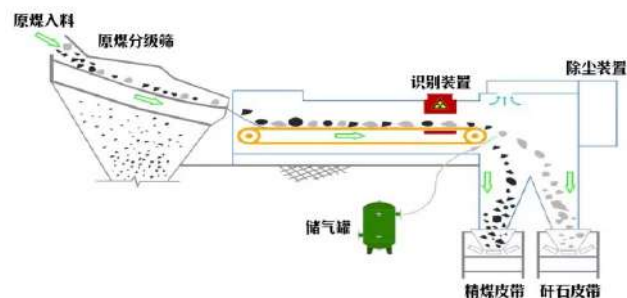 原煤入料
原煤分级筛
识别装置
除尘装置
储气罐
精煤皮带
矸石皮带